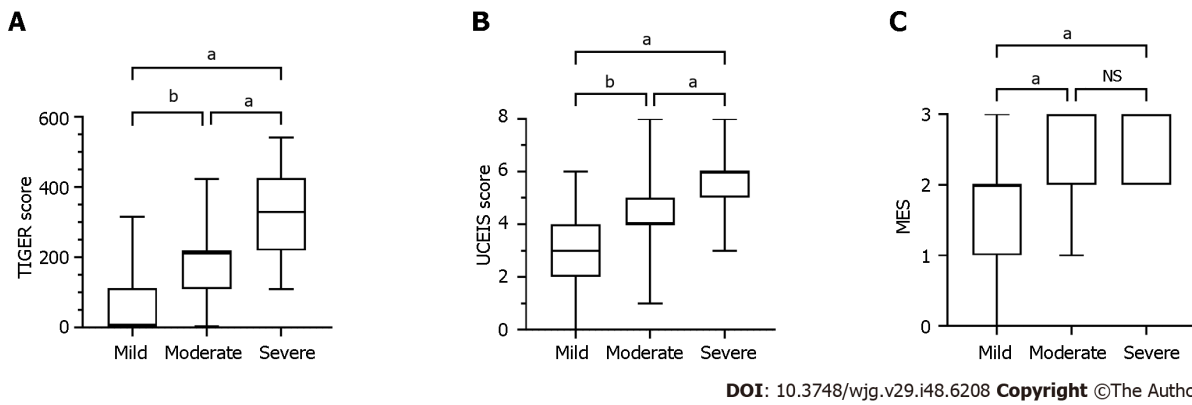 A
B
C
a
b
a
a
b
a
a
a
NS
600
400
200
0
TIGER score
Mild Moderate Severe
8
6
4
2
0
UCEIS score
Mild Moderate Severe
3
2
1
0
MES
Mild Moderate Severe
DOI: 10.3748/wjg.v29.i48.6208 Copyright ©The Autho